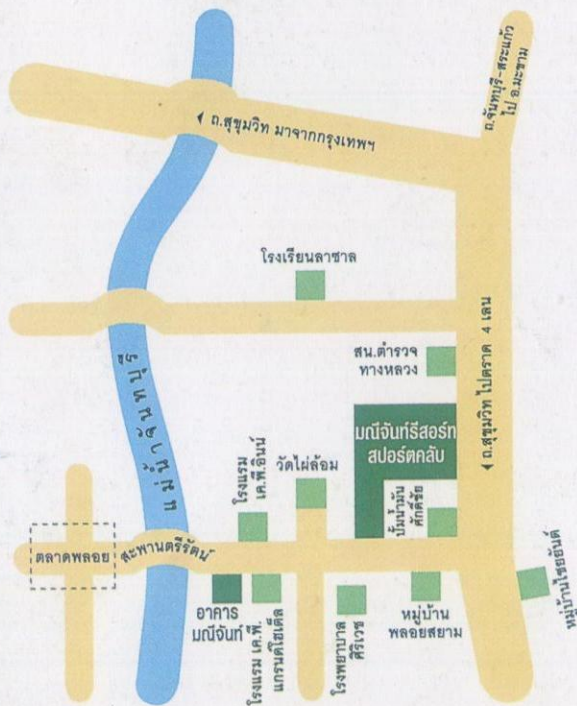 ◀ ถ.สุขุมวิท มาจากกรุงเทพฯ
ถ.จันทบุรี-สระแก้ว
ไป อ.มะขาม
โรงเรียนลาซาล
สน.ตำรวจ
ทางหลวง
◀ ถ.สุขุมวิท ไปตราด 4 เลน
แม่น้ำจันทบุรี
มณีจันท์รีสอร์ท
สปอร์ตคลับ
โรงแรม
เค.พี.อินน์
วัดไผ่ล้อม
ปั๊มน้ำมัน
ศักดิ์ชัย
ตลาดพลอย
สะพานตรีรัตน์
อาคาร
มณีจันท์
โรงแรม เค.พี.
แกรนด์โฮเต็ล
โรงพยาบาล
ศิริเวช
หมู่บ้าน
พลอยสยาม
หมู่บ้านไชยยันต์